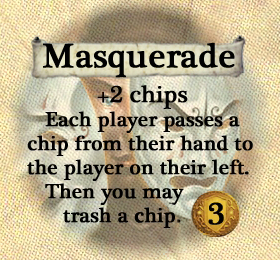 Masquerade
+2 chips
Each player passes a
chip from their hand to
the player on their left.
Then you may
trash a chip.
3